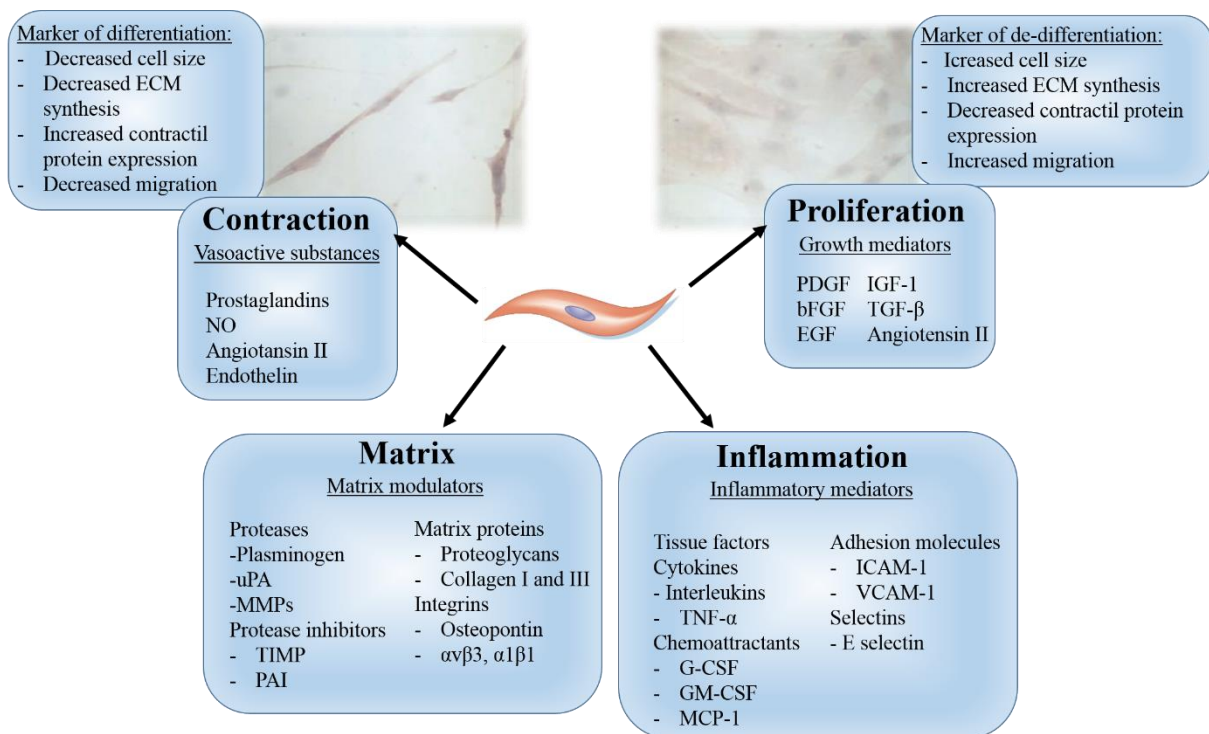 Marker of differentiation:
- Decreased cell size
- Decreased ECM
synthesis
- Increased contractil
protein expression
- Decreased migration
Marker of de-differentiation:
- Icreased cell size
- Increased ECM synthesis
- Decreased contractil protein
expression
- Increased migration
Contraction
Vasoactive substances
Prostaglandins
NO
Angiotansin II
Endothelin
Proliferation
Growth mediators
PDGF IGF-1
bFGF TGF-β
EGF Angiotensin II
Matrix
Matrix modulators
Proteases
-Plasminogen
-uPA
-MMPs
Protease inhibitors
- TIMP
- PAI
Matrix proteins
- Proteoglycans
- Collagen I and III
Integrins
- Osteopontin
- αvβ3, α1β1
Inflammation
Inflammatory mediators
Tissue factors
Cytokines
- Interleukins
- TNF-α
Chemoattractants
- G-CSF
- GM-CSF
- MCP-1
Adhesion molecules
- ICAM-1
- VCAM-1
Selectins
- E selectin